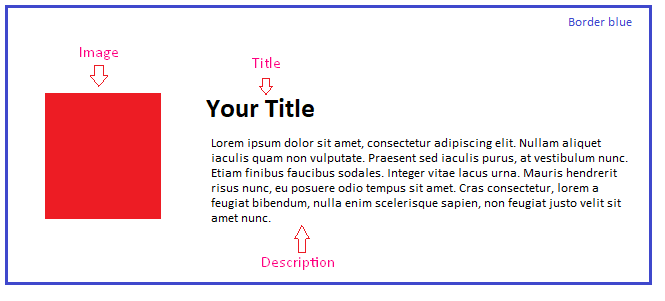 Border blue
Image
Title
Your Title
Lorem ipsum dolor sit amet, consectetur adipiscing elit. Nullam aliquet
iaculis quam non vulputate. Praesent sed iaculis purus, at vestibulum nunc.
Etiam finibus faucibus sodales. Integer vitae lacus urna. Mauris hendrerit
risus nunc, eu posuere odio tempus sit amet. Cras consectetur, lorem a
feugiat bibendum, nulla enim scelerisque sapien, non feugiat justo velit sit
amet nunc.
Description